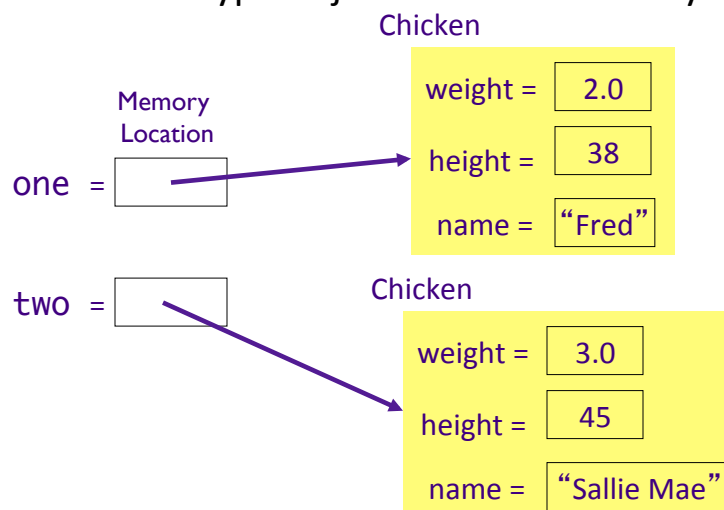 Chicken
weight = 2.0
Memory
Location
height = 38
one =
name = “Fred”
two =
Chicken
weight = 3.0
height = 45
name = “Sallie Mae”